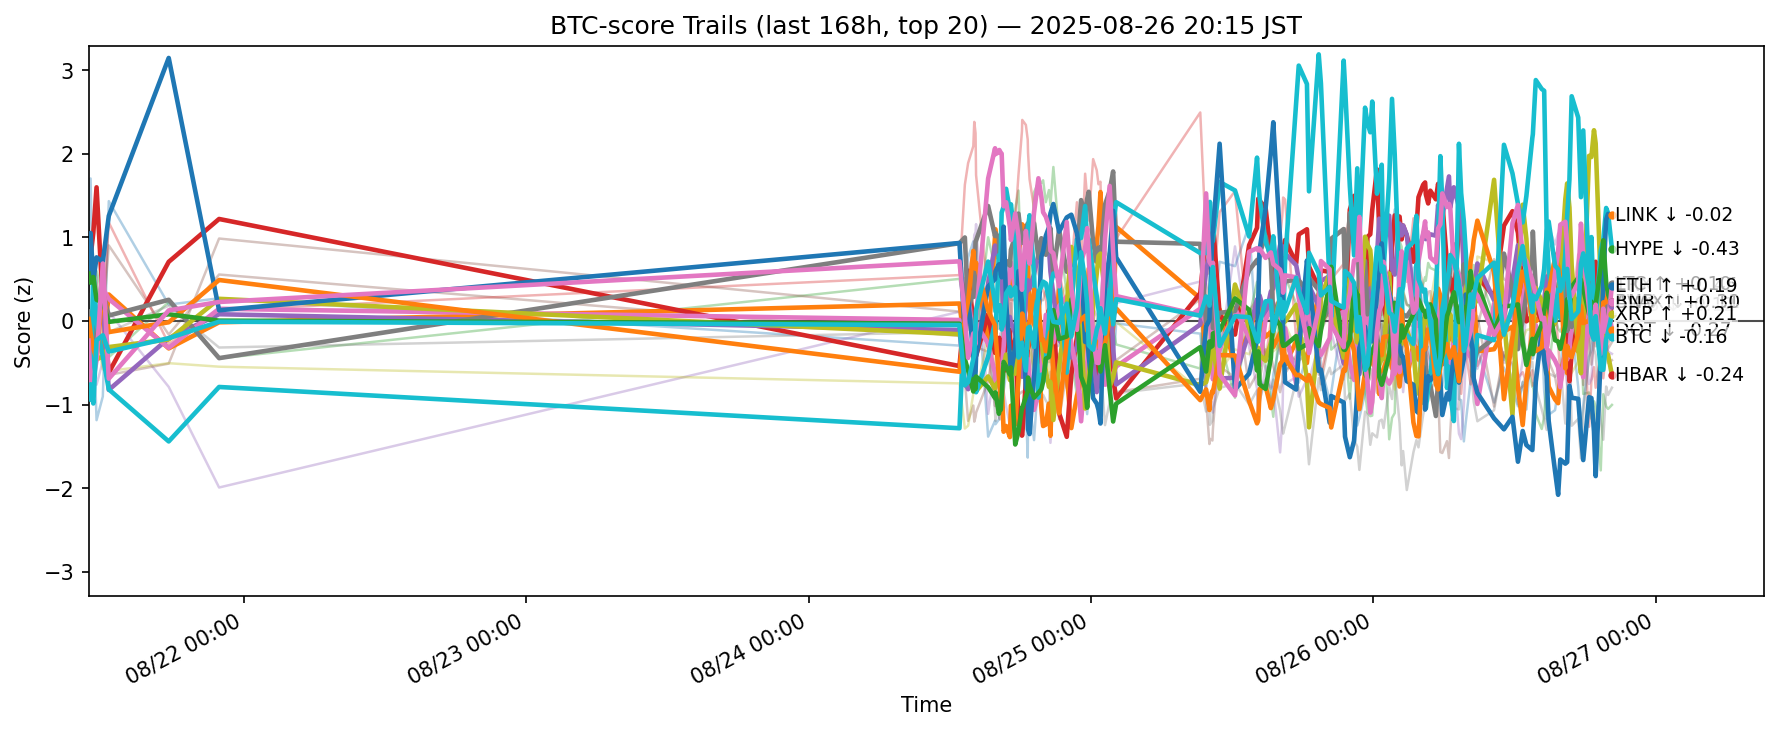 BTC-score Trails (last 168h, top 20) — 2025-08-26 20:15 JST
Score (z)
3
2
1
0
−1
−2
−3
LINK ↓ -0.02
HYPE ↓ -0.43
ETH ↑ +0.19
XRP ↑ +0.21
BTC ↓ -0.16
HBAR ↓ -0.24
08/22 00:00
08/23 00:00
08/24 00:00
08/25 00:00
08/26 00:00
08/27 00:00
Time